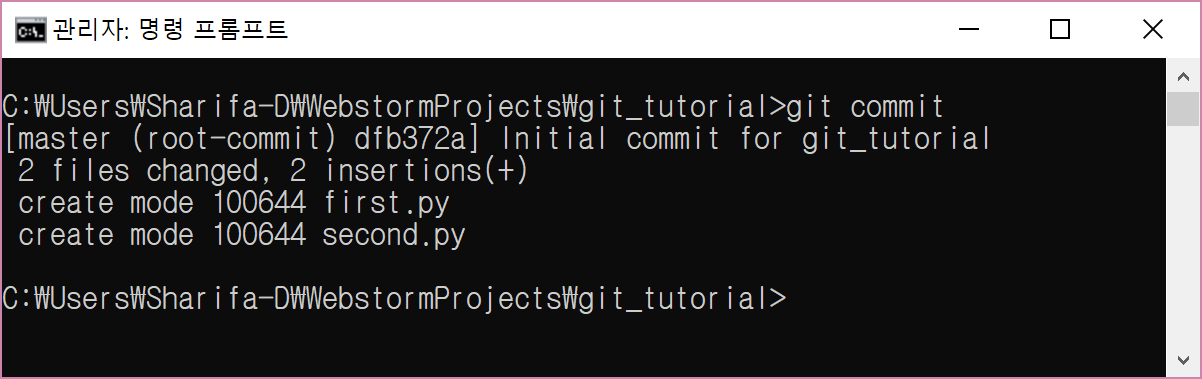 관리자: 명령 프롬프트
C:₩Users₩Sharifa-D₩WebstormProjects₩git_tutorial>git commit
[master (root-commit) dfb372a] Initial commit for git_tutorial
 2 files changed, 2 insertions(+)
 create mode 100644 first.py
 create mode 100644 second.py
C:₩Users₩Sharifa-D₩WebstormProjects₩git_tutorial>